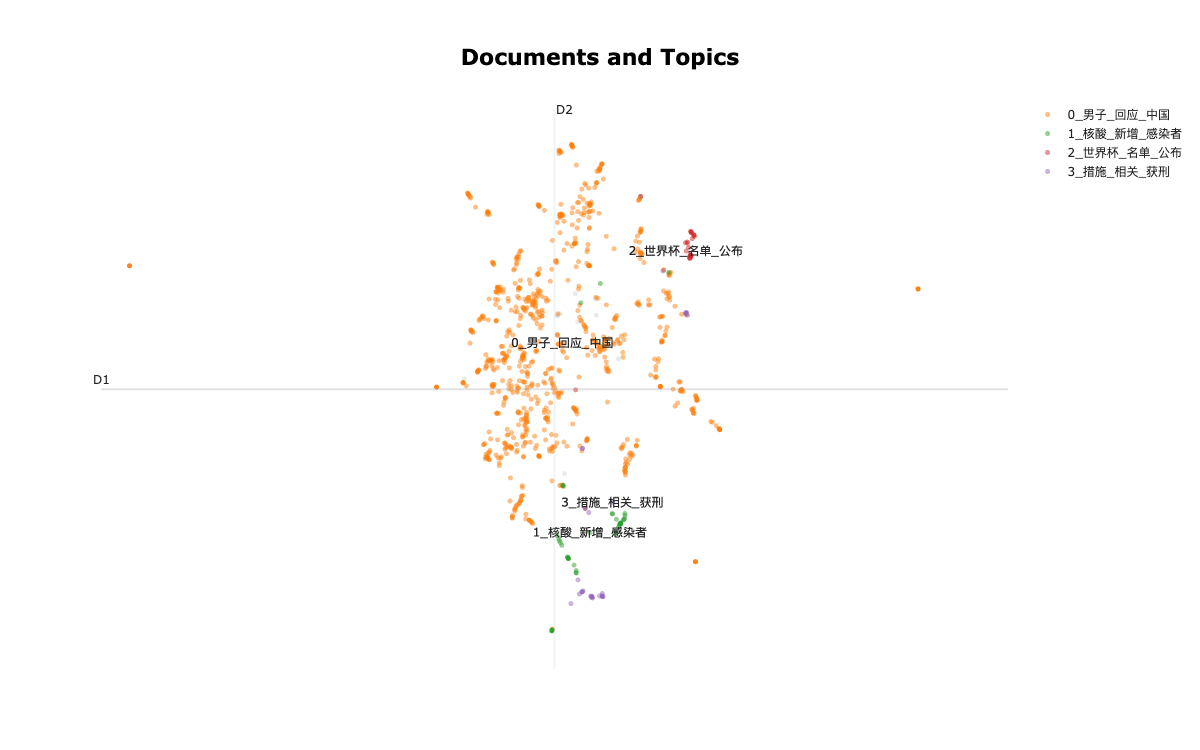 Documents and Topics
D2
0_男子_回应_中国
1_核酸_新增_感染者
2_世界杯_名单_公布
3_措施_相关_获刑
2_世界杯_名单_公布
0_男子_回应_中国
D1
3_措施_相关_获刑
1_核酸_新增_感染者